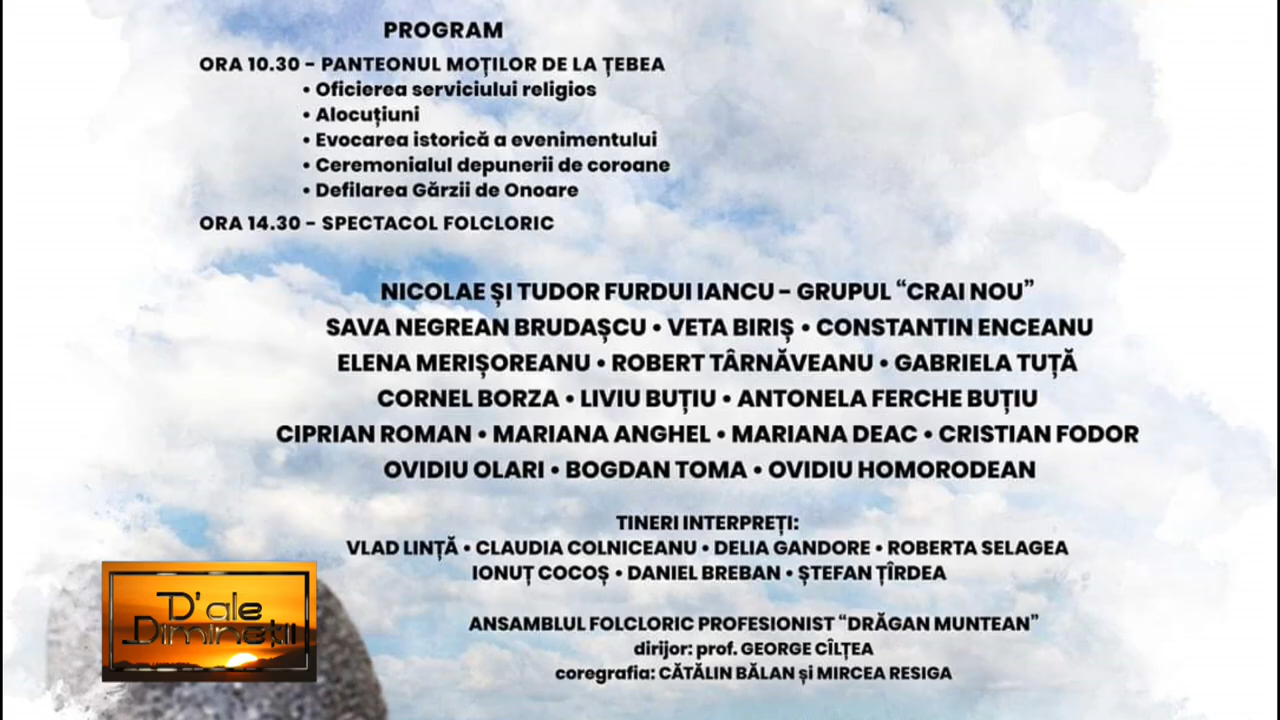 PROGRAM
ORA 10.30 - PANTEONUL MOȚILOR DE LA ȚEBEA
• Oficierea serviciului religios
• Alocuțiuni
• Evocarea istorică a evenimentului
• Ceremonialul depunerii de coroane
• Defilarea Gărzii de Onoare
ORA 14.30 - SPECTACOL FOLCLORIC
NICOLAE ȘI TUDOR FURDUI IANCU - GRUPUL “CRAI NOU”
SAVA NEGREAN BRUDAȘCU • VETA BIRIȘ • CONSTANTIN ENCEANU
ELENA MERIȘOREANU • ROBERT TÂRNĂVEANU • GABRIELA TUȚĂ
CORNEL BORZA • LIVIU BUȚIU • ANTONELA FERCHE BUȚIU
CIPRIAN ROMAN • MARIANA ANGHEL • MARIANA DEAC • CRISTIAN FODOR
OVIDIU OLARI • BOGDAN TOMA • OVIDIU HOMORODEAN
TINERI INTERPREȚI:
VLAD LINȚĂ • CLAUDIA COLNICEANU • DELIA GANDORE • ROBERTA SELAGEA
IONUȚ COCOȘ • DANIEL BREBAN • ȘTEFAN ȚÎRDEA
ANSAMBLUL FOLCLORIC PROFESIONIST “DRĂGAN MUNTEAN”
dirijor: prof. GEORGE CÎLȚEA
coregrafia: CĂTĂLIN BĂLAN și MIRCEA RESIGA
D'ale
Dimineții